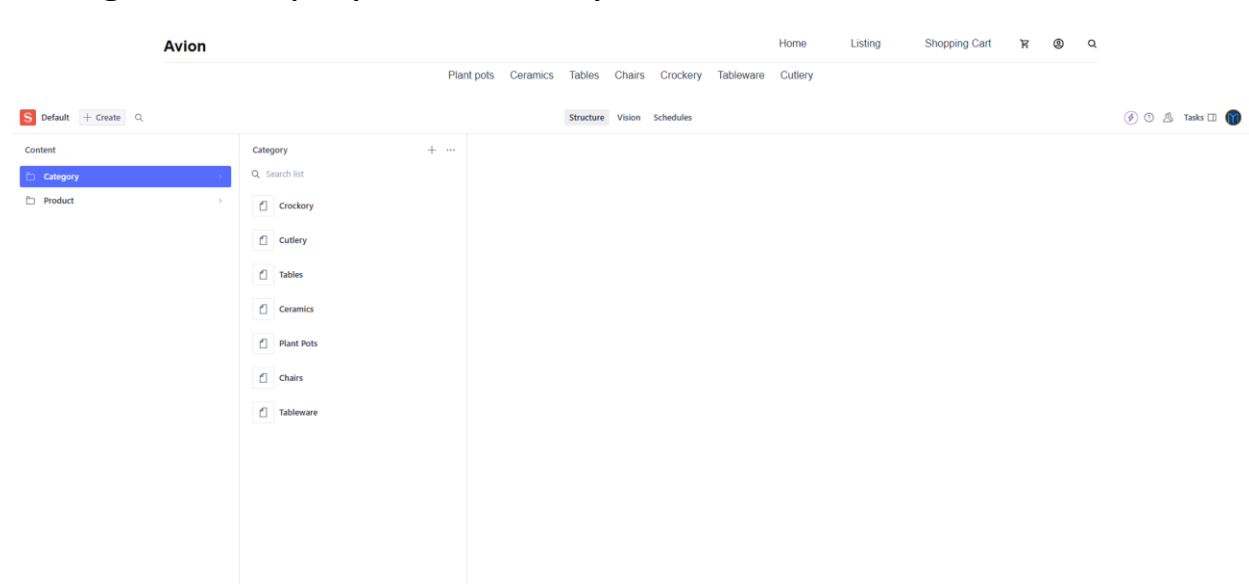 Avion Home Listing Shopping Cart
Plant pots Ceramics Tables Chairs Crockery Tableware Cutlery
S Default + Create Structure Vision Schedules Tasks
Content
Category
Product
Category
Search list
Crockory
Cutlery
Tables
Ceramics
Plant Pots
Chairs
Tableware